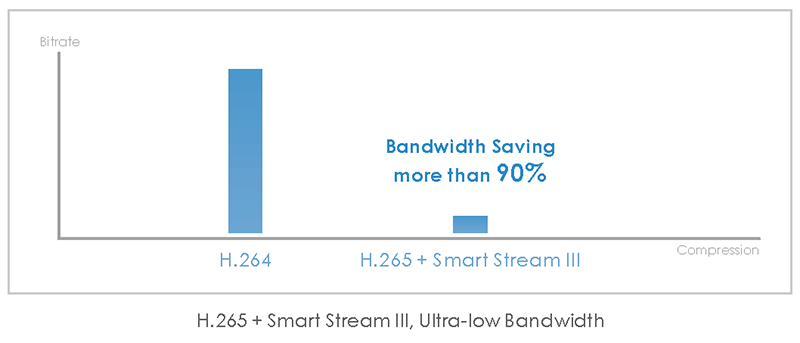 Bitrate
Bandwidth Saving
more than 90%
H.264
H.265 + Smart Stream III
Compression
H.265 + Smart Stream III, Ultra-low Bandwidth